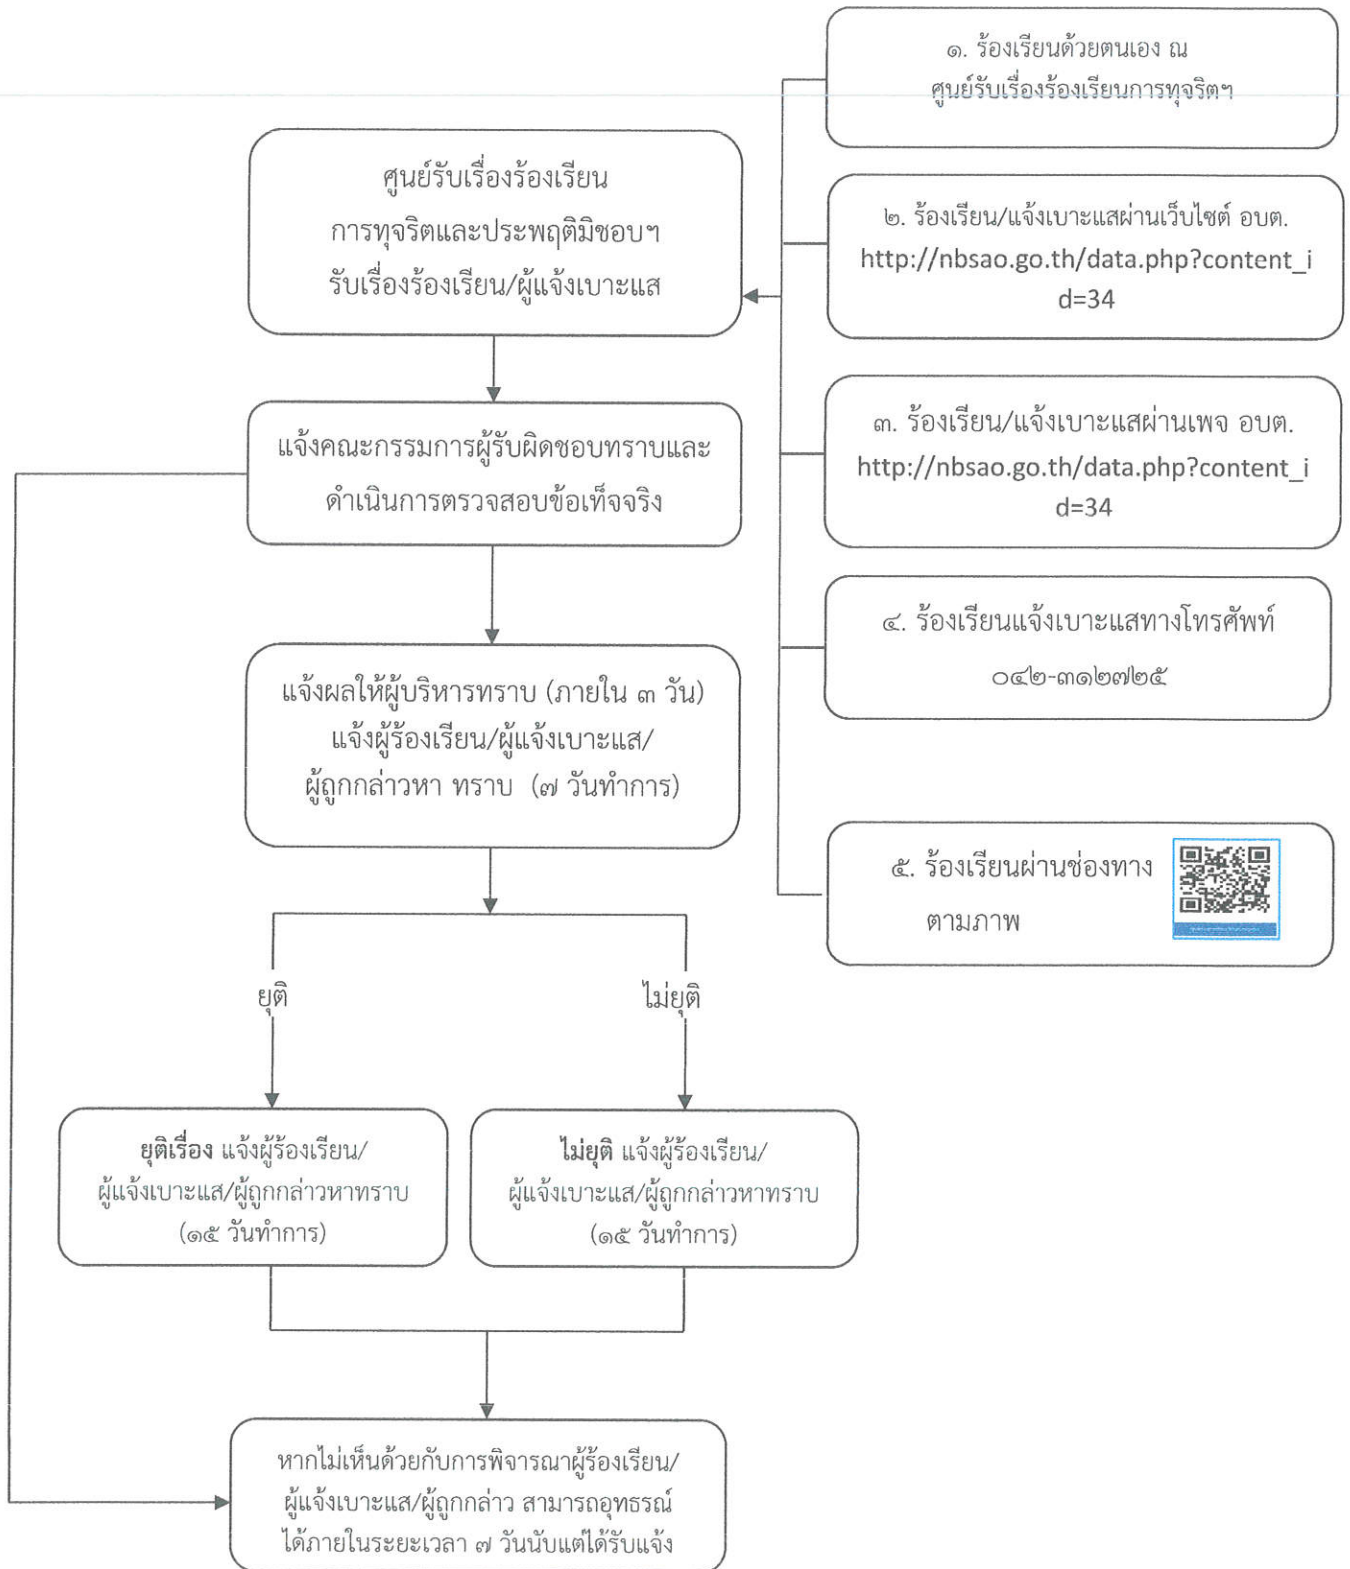 ๑. ร้องเรียนด้วยตนเอง ณ
ศูนย์รับเรื่องร้องเรียนการทุจริตฯ
ศูนย์รับเรื่องร้องเรียน
การทุจริตและประพฤติมิชอบฯ
รับเรื่องร้องเรียน/ผู้แจ้งเบาะแส
๒. ร้องเรียน/แจ้งเบาะแสผ่านเว็บไซต์ อบต.
http://nbsao.go.th/data.php?content_i
d=34
แจ้งคณะกรรมการผู้รับผิดชอบทราบและ
ดำเนินการตรวจสอบข้อเท็จจริง
๓. ร้องเรียน/แจ้งเบาะแสผ่านเพจ อบต.
http://nbsao.go.th/data.php?content_i
d=34
๔. ร้องเรียนแจ้งเบาะแสทางโทรศัพท์
๐๔๒-๓๑๒๗๒๕
แจ้งผลให้ผู้บริหารทราบ (ภายใน ๓ วัน)
แจ้งผู้ร้องเรียน/ผู้แจ้งเบาะแส/
ผู้ถูกกล่าวหา ทราบ (๗ วันทำการ)
๕. ร้องเรียนผ่านช่องทาง
ตามภาพ
ยุติ
ไม่ยุติ
ยุติเรื่อง แจ้งผู้ร้องเรียน/
ผู้แจ้งเบาะแส/ผู้ถูกกล่าวหาทราบ
(๑๕ วันทำการ)
ไม่ยุติ แจ้งผู้ร้องเรียน/
ผู้แจ้งเบาะแส/ผู้ถูกกล่าวหาทราบ
(๑๕ วันทำการ)
หากไม่เห็นด้วยกับการพิจารณาผู้ร้องเรียน/
ผู้แจ้งเบาะแส/ผู้ถูกกล่าว สามารถอุทธรณ์
ได้ภายในระยะเวลา ๗ วันนับแต่ได้รับแจ้ง